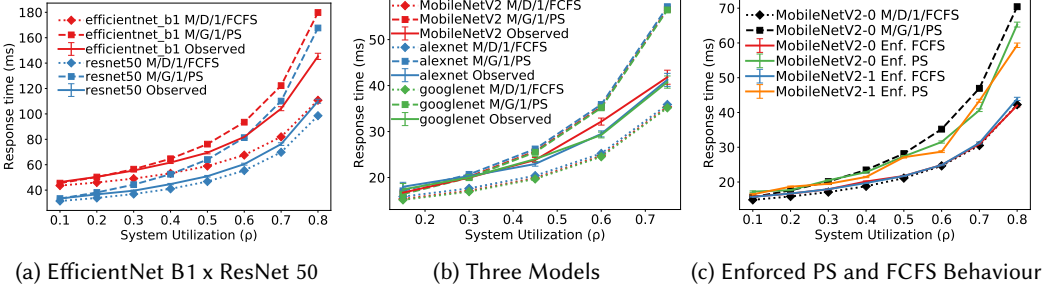 efficientnet_b1 M/D/1/FCFS
efficientnet_b1 M/G/1/PS
efficientnet_b1 Observed
resnet50 M/D/1/FCFS
resnet50 M/G/1/PS
resnet50 Observed
Response time (ms)
180
160
140
120
100
80
60
40
0.1 0.2 0.3 0.4 0.5 0.6 0.7 0.8
System Utilization (ρ)
(a) EfficientNet B1 x ResNet 50
MobileNetV2 M/D/1/FCFS
MobileNetV2 M/G/1/PS
MobileNetV2 Observed
alexnet M/D/1/FCFS
alexnet M/G/1/PS
alexnet Observed
googlenet M/D/1/FCFS
googlenet M/G/1/PS
googlenet Observed
Response time (ms)
50
40
30
20
0.2 0.3 0.4 0.5 0.6 0.7
System Utilization (ρ)
(b) Three Models
MobileNetV2-0 M/D/1/FCFS
MobileNetV2-0 M/G/1/PS
MobileNetV2-0 Enf. FCFS
MobileNetV2-0 Enf. PS
MobileNetV2-1 Enf. FCFS
MobileNetV2-1 Enf. PS
Response time (ms)
70
60
50
40
30
20
0.1 0.2 0.3 0.4 0.5 0.6 0.7 0.8
System Utilization (ρ)
(c) Enforced PS and FCFS Behaviour